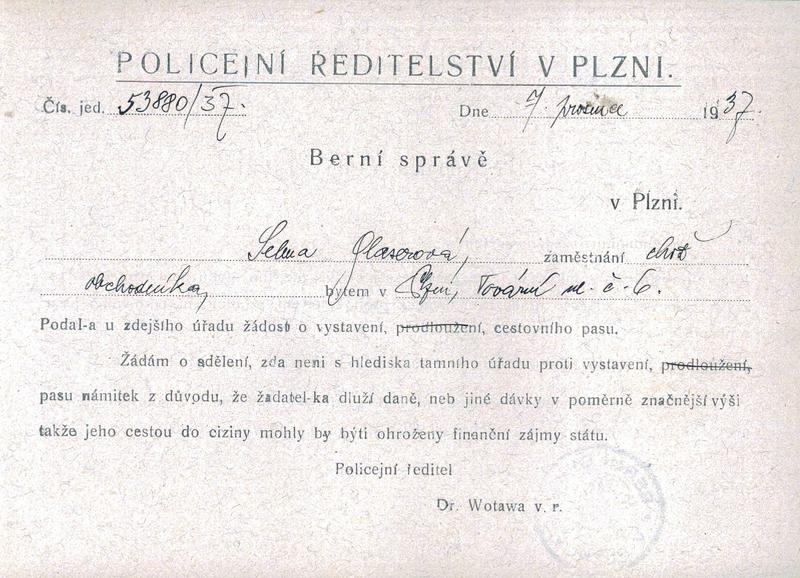 POLICEJNÍ ŘEDITELSTVÍ V PLZNI.
Čís. jed. 53880/37. Dne 7. prosince 1937.
Berní správě
v Plzni.
Selma Glaserová, zaměstnání choť
obchodníka, bytem v Plzni, Tovární ul. č. 6.
Podal-a u zdejšího úřadu žádost o vystavení, prodloužení, cestovního pasu.
Žádám o sdělení, zda neni s hlediska tamního úřadu proti vystavení, prodloužení,
pasu námitek z důvodu, že žadatel-ka dluží daně, neb jiné dávky v poměrně značnější výši
takže jeho cestou do ciziny mohly by býti ohroženy finanční zájmy státu.
Policejní ředitel
Dr. Wotawa v. r.